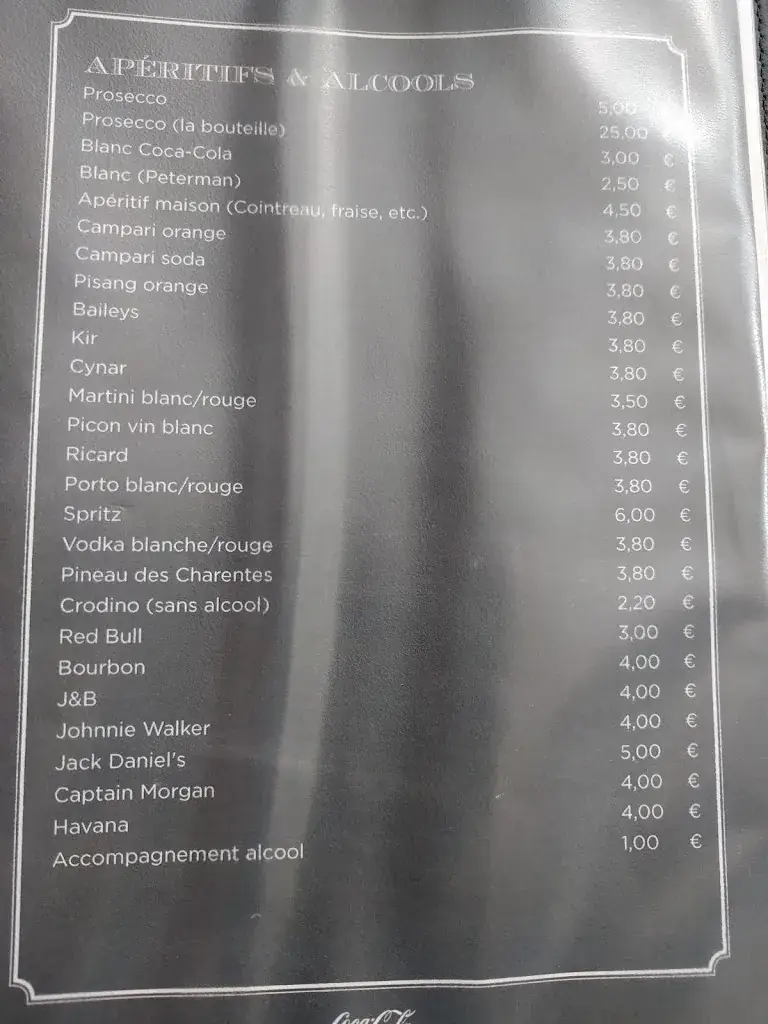 APÉRITIFS & ALCOOLS
Prosecco 5,00
Prosecco (la bouteille) 25,00
Blanc Coca-Cola 3,00 €
Blanc (Peterman) 2,50 €
Apéritif maison (Cointreau, fraise, etc.) 4,50 €
Campari orange 3,80 €
Campari soda 3,80 €
Pisang orange 3,80 €
Baileys 3,80 €
Kir 3,80 €
Cynar 3,80 €
Martini blanc/rouge 3,50 €
Picon vin blanc 3,80 €
Ricard 3,80 €
Porto blanc/rouge 3,80 €
Spritz 6,00 €
Vodka blanche/rouge 3,80 €
Pineau des Charentes 3,80 €
Crodino (sans alcool) 2,20 €
Red Bull 3,00 €
Bourbon 4,00 €
J&B 4,00 €
Johnnie Walker 4,00 €
Jack Daniel's 5,00 €
Captain Morgan 4,00 €
Havana 4,00 €
Accompagnement alcool 1,00 €